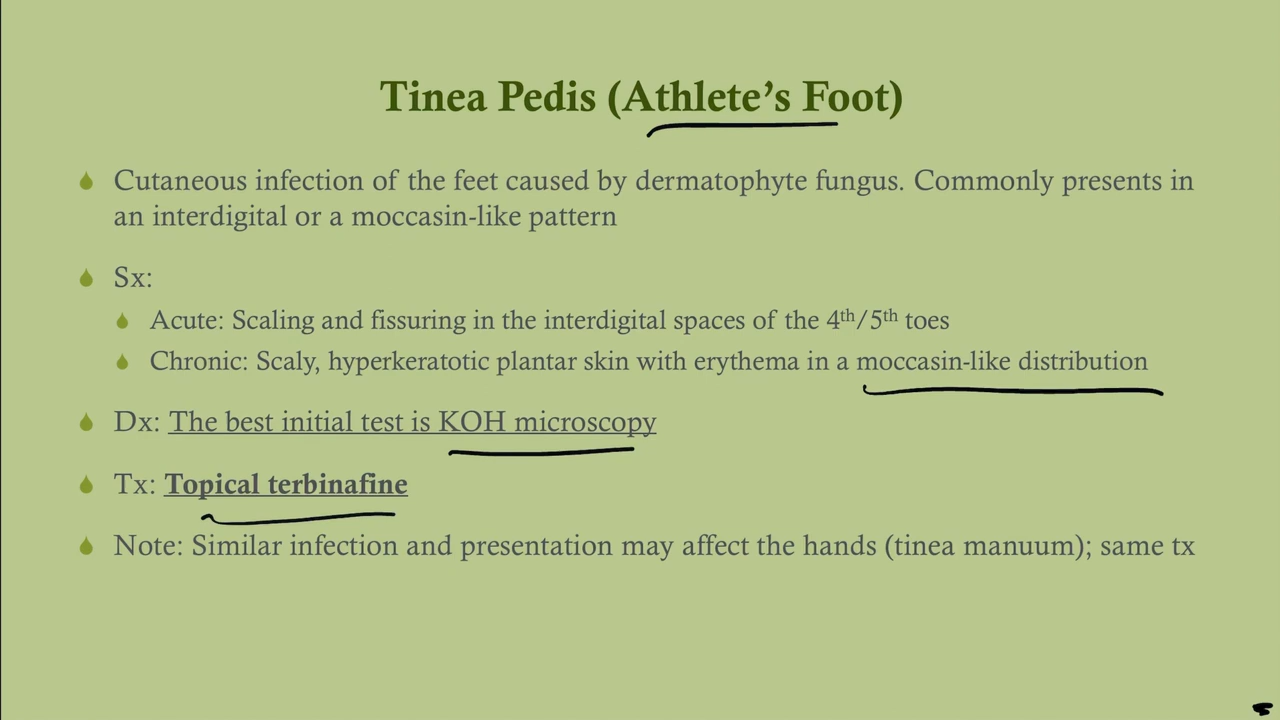 Tinea Pedis (Athlete’s Foot)
Cutaneous infection of the feet caused by dermatophyte fungus. Commonly presents in
an interdigital or a moccasin-like pattern
Sx:
Acute: Scaling and fissuring in the interdigital spaces of the 4th/5th toes
Chronic: Scaly, hyperkeratotic plantar skin with erythema in a moccasin-like distribution
Dx: The best initial test is KOH microscopy
Tx: Topical terbinafine
Note: Similar infection and presentation may affect the hands (tinea manuum); same tx